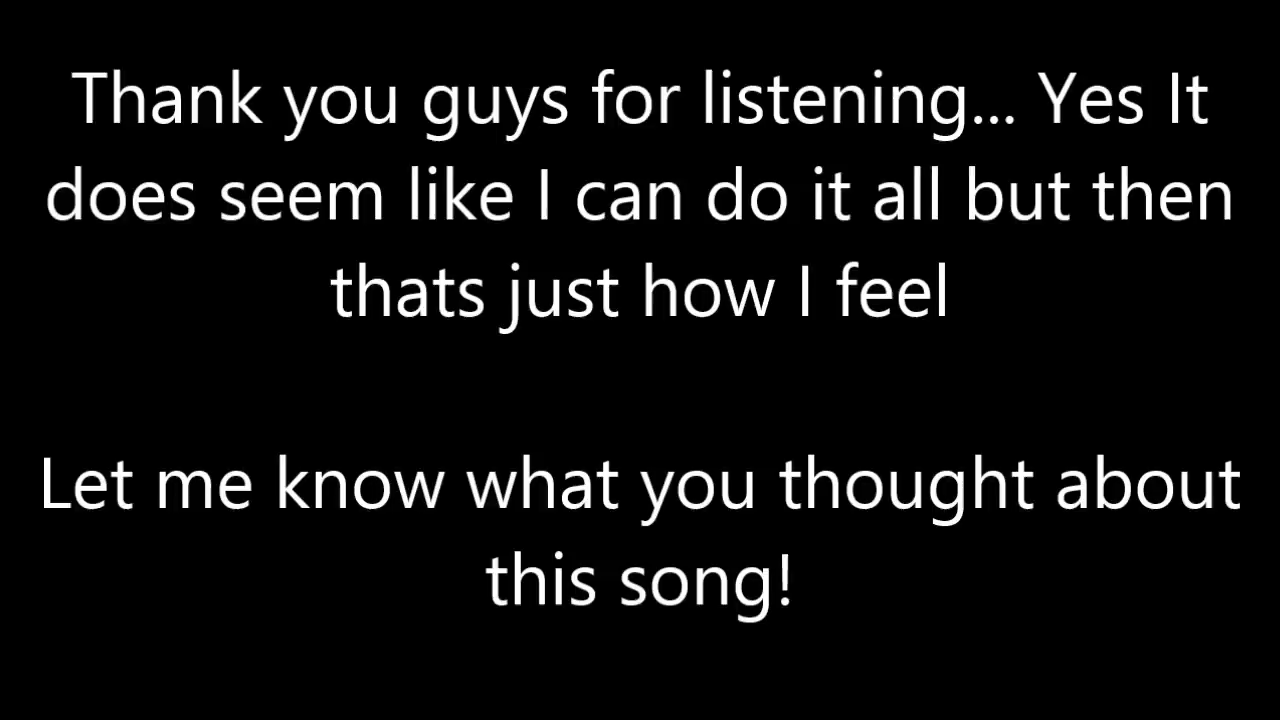 Thank you guys for listening... Yes It
does seem like I can do it all but then
thats just how I feel
Let me know what you thought about
this song!